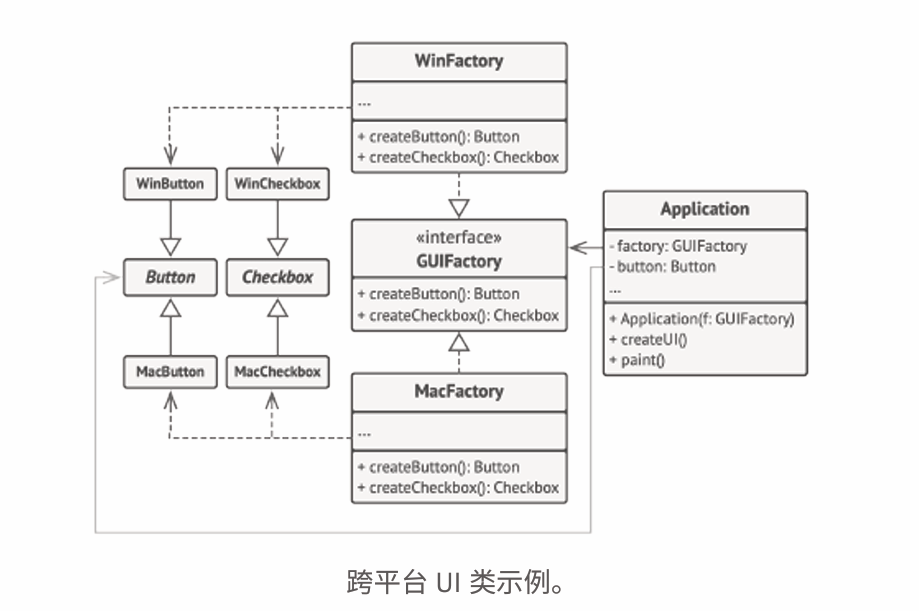 WinFactory
...
+ createButton(): Button
+ createCheckbox(): Checkbox
WinButton
WinCheckbox
Button
Checkbox
MacButton
MacCheckbox
«interface»
GUIFactory
+ createButton(): Button
+ createCheckbox(): Checkbox
MacFactory
...
+ createButton(): Button
+ createCheckbox(): Checkbox
Application
- factory: GUIFactory
- button: Button
...
+ Application(f: GUIFactory)
+ createUI()
+ paint()
跨平台 UI 类示例。